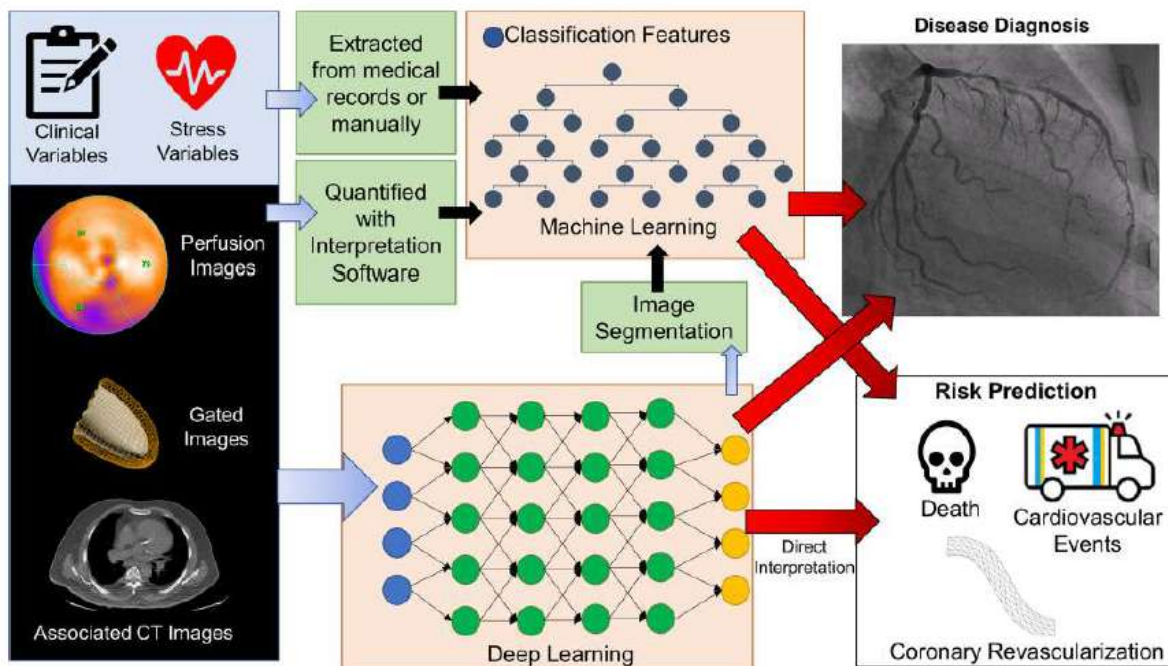 Clinical
Variables
Stress
Variables
Perfusion
Images
Gated
Images
Associated CT Images
Extracted
from medical
records or
manually
Quantified
with
Interpretation
Software
Classification Features
Machine Learning
Image
Segmentation
Deep Learning
Direct
Interpretation
Disease Diagnosis
Risk Prediction
Death
Cardiovascular
Events
Coronary Revascularization